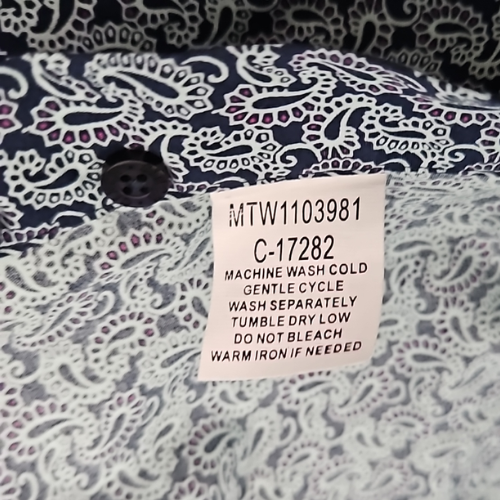 MTW1103981
C-17282
MACHINE WASH COLD
GENTLE CYCLE
WASH SEPARATELY
TUMBLE DRY LOW
DO NOT BLEACH
WARM IRON IF NEEDED